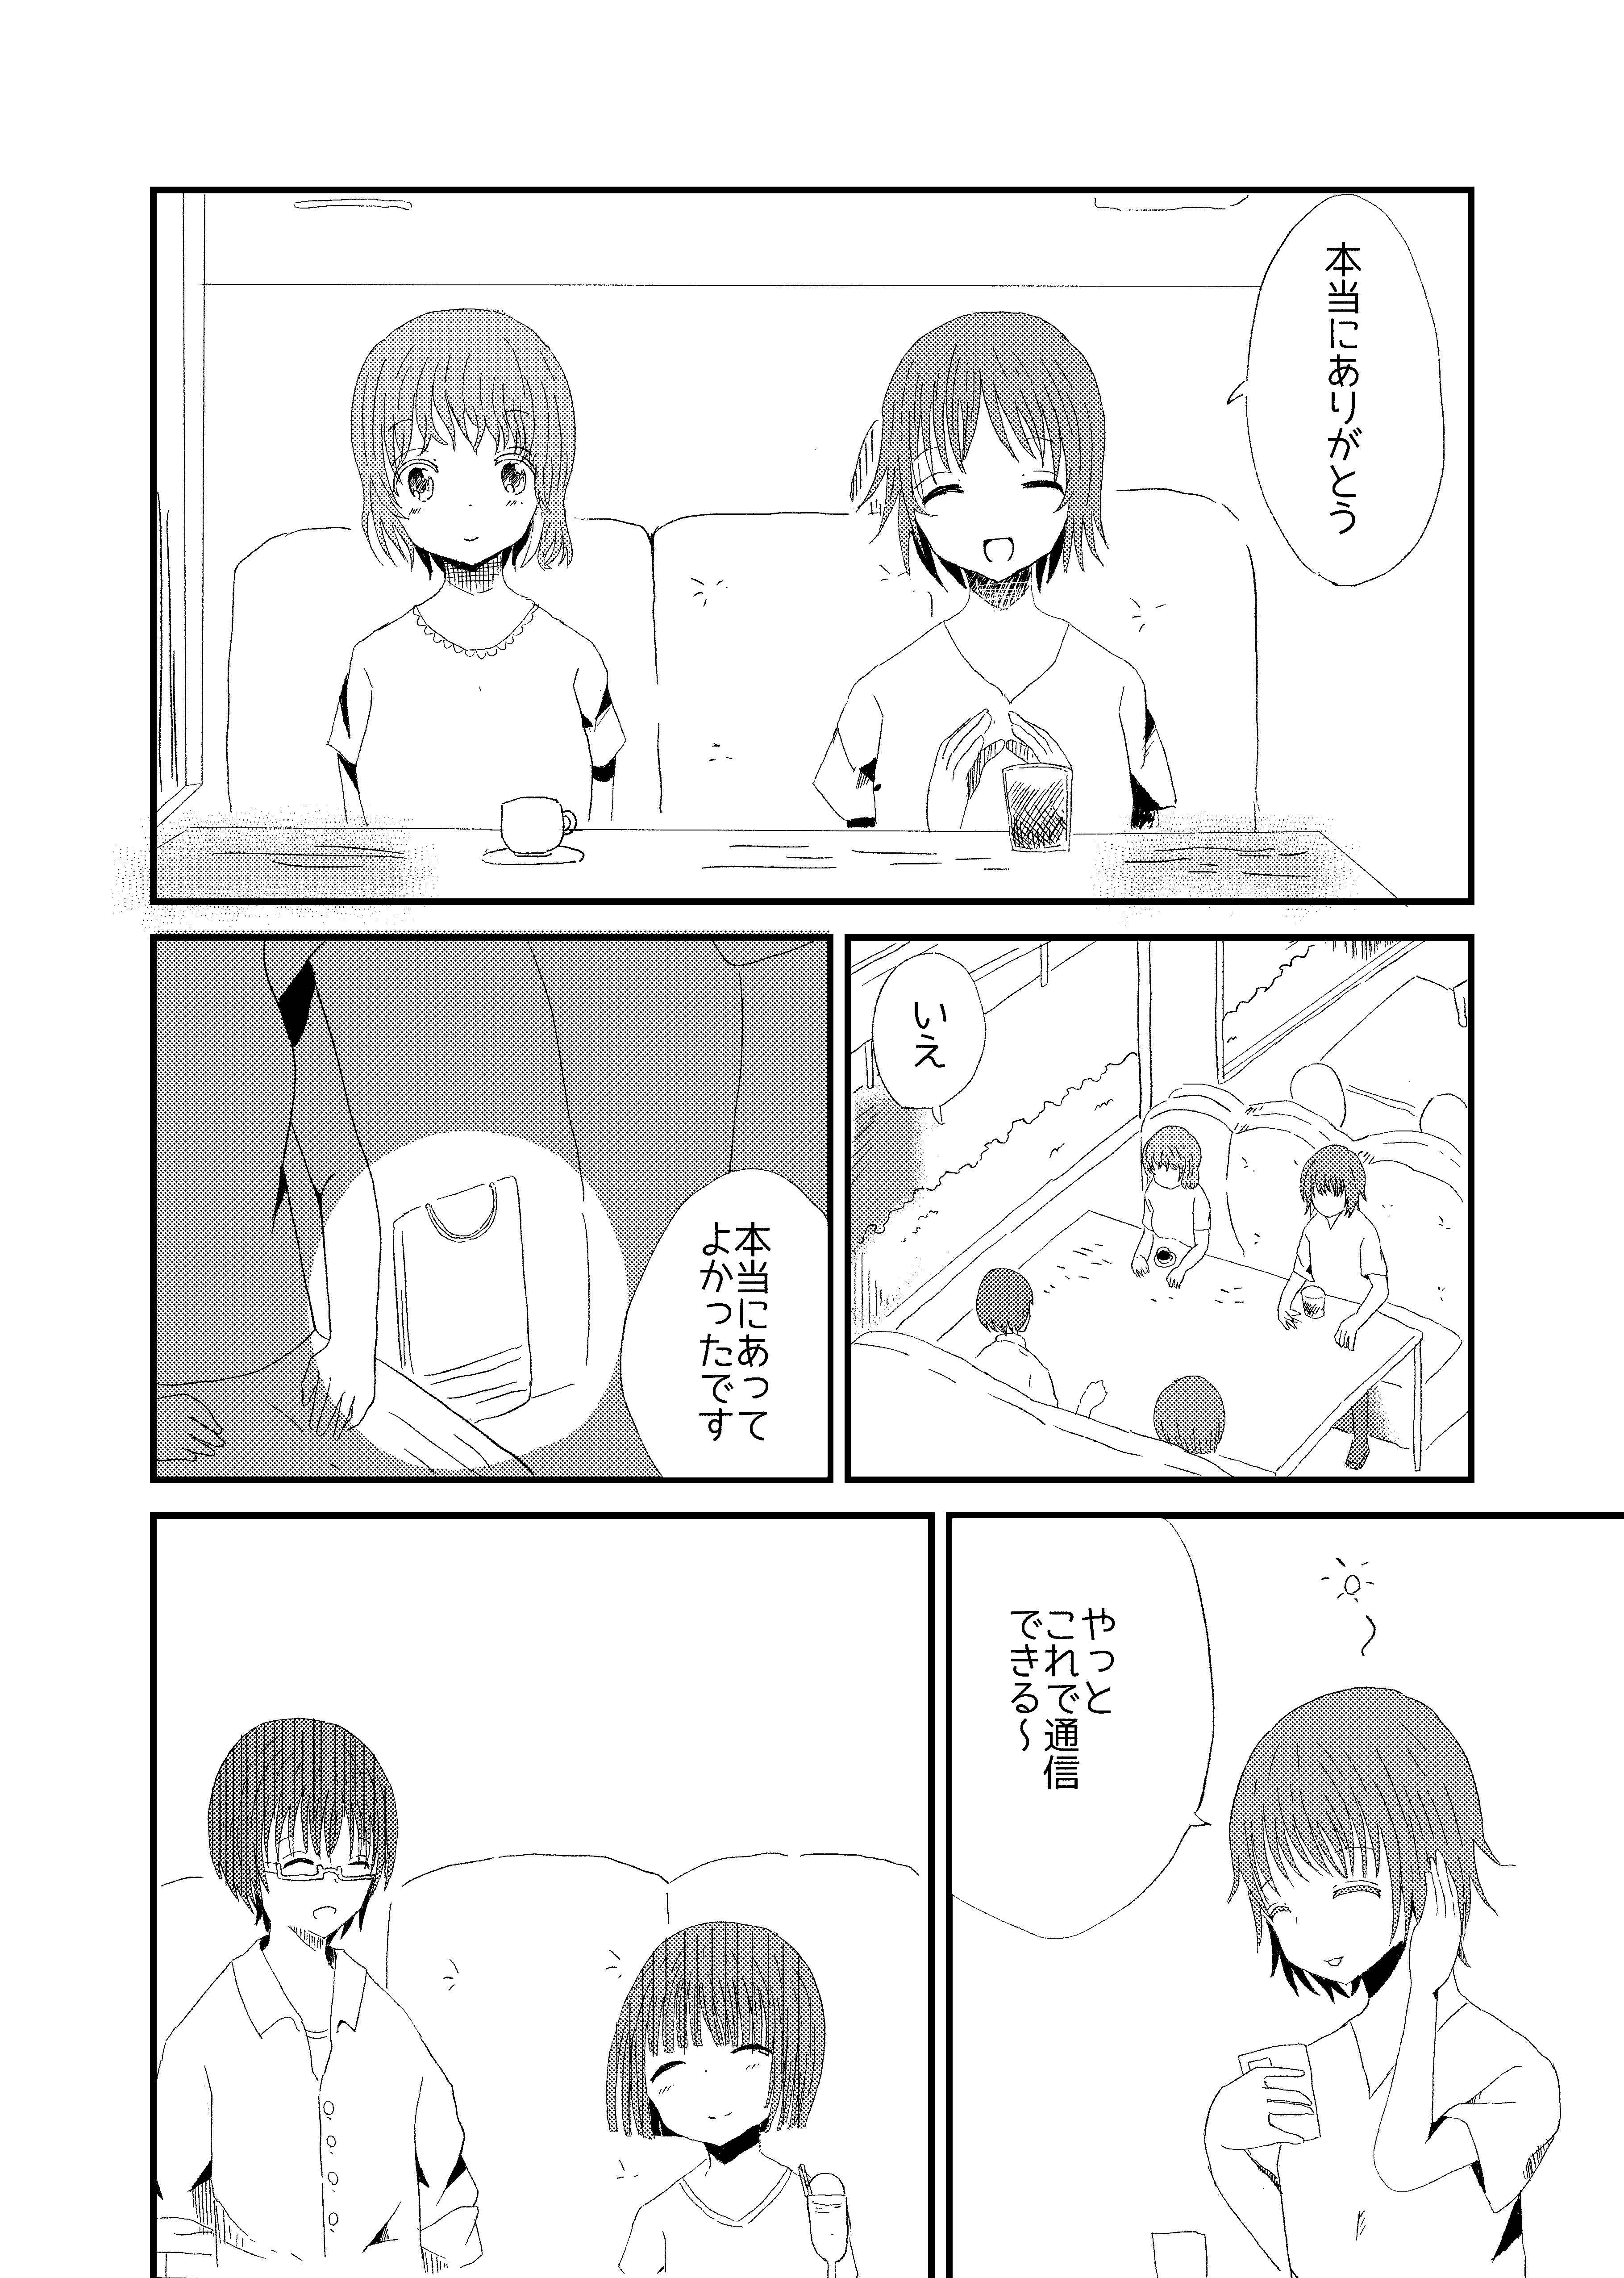 本当にありがとう
いえ
本当にあって
よかったです
やっと
これで通信
できる～